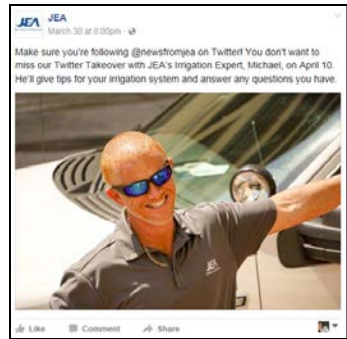 JEA
JEA
March 30 at 8:00pm
Make sure you're following @newsfromjea on Twitter! You don't want to
miss our Twitter Takeover with JEA's Irrigation Expert, Michael, on April 10.
He'll give tips for your irrigation system and answer any questions you have.
JEA
Like Comment Share